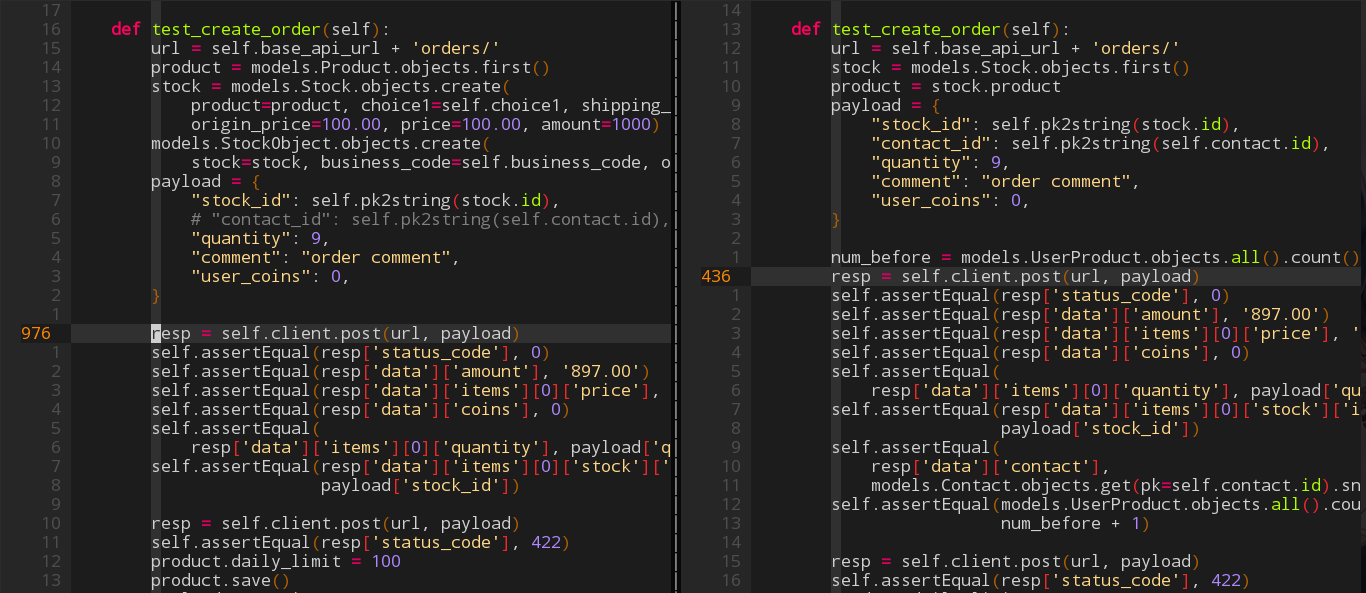 17
16 def test_create_order(self):
15 url = self.base_api_url + 'orders/'
14 product = models.Product.objects.first()
13 stock = models.Stock.objects.create(
12 product=product, choice1=self.choice1, shipping_
11 origin_price=100.00, price=100.00, amount=1000)
10 models.StockObject.objects.create(
9 stock=stock, business_code=self.business_code, o
8 payload = {
7 "stock_id": self.pk2string(stock.id),
6 # "contact_id": self.pk2string(self.contact.id),
5 "quantity": 9,
4 "comment": "order comment",
3 "user_coins": 0,
2 }
1
976 resp = self.client.post(url, payload)
1 self.assertEqual(resp['status_code'], 0)
2 self.assertEqual(resp['data']['amount'], '897.00')
3 self.assertEqual(resp['data']['items'][0]['price'],
4 self.assertEqual(resp['data']['coins'], 0)
5 self.assertEqual(
6 resp['data']['items'][0]['quantity'], payload['q
7 self.assertEqual(resp['data']['items'][0]['stock']['
8 payload['stock_id'])
9
10 resp = self.client.post(url, payload)
11 self.assertEqual(resp['status_code'], 422)
12 product.daily_limit = 100
13 product.save()
14
13 def test_create_order(self):
12 url = self.base_api_url + 'orders/'
11 stock = models.Stock.objects.first()
10 product = stock.product
9 payload = {
8 "stock_id": self.pk2string(stock.id),
7 "contact_id": self.pk2string(self.contact.id),
6 "quantity": 9,
5 "comment": "order comment",
4 "user_coins": 0,
3 }
2
1 num_before = models.UserProduct.objects.all().count()
436 resp = self.client.post(url, payload)
1 self.assertEqual(resp['status_code'], 0)
2 self.assertEqual(resp['data']['amount'], '897.00')
3 self.assertEqual(resp['data']['items'][0]['price'], '
4 self.assertEqual(resp['data']['coins'], 0)
5 self.assertEqual(
6 resp['data']['items'][0]['quantity'], payload['qu
7 self.assertEqual(resp['data']['items'][0]['stock']['i
8 payload['stock_id'])
9 self.assertEqual(
10 resp['data']['contact'],
11 models.Contact.objects.get(pk=self.contact.id).sn
12 self.assertEqual(models.UserProduct.objects.all().cou
13 num_before + 1)
14
15 resp = self.client.post(url, payload)
16 self.assertEqual(resp['status_code'], 422)